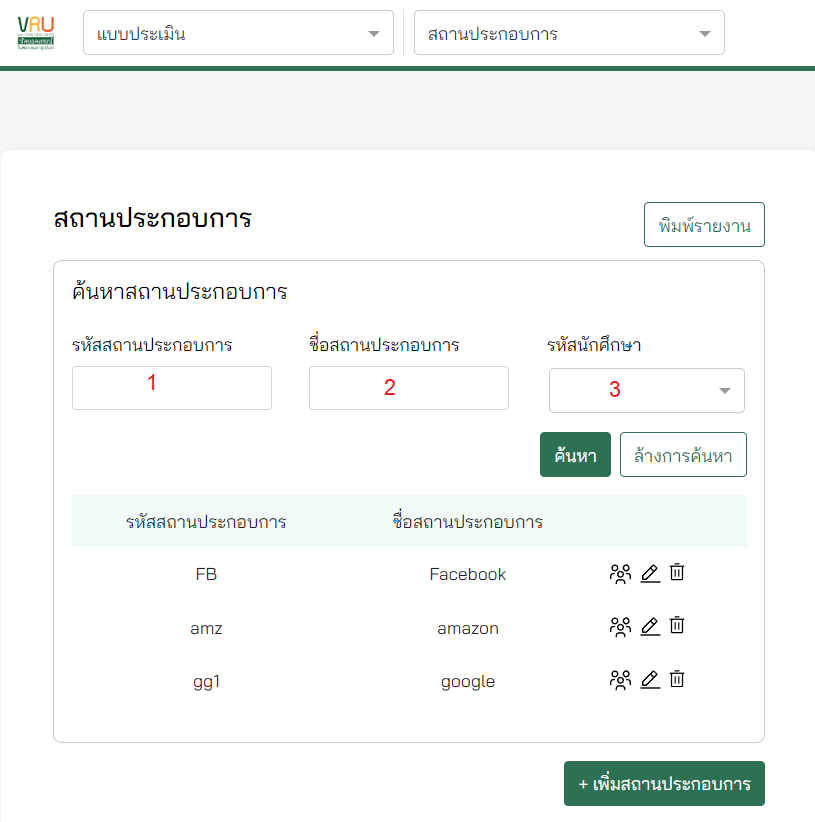 VRU
แบบประเมิน
สถานประกอบการ
สถานประกอบการ
พิมพ์รายงาน
ค้นหาสถานประกอบการ
รหัสสถานประกอบการ ชื่อสถานประกอบการ รหัสนักศึกษา
1 2 3
ค้นหา ล้างการค้นหา
รหัสสถานประกอบการ ชื่อสถานประกอบการ
FB Facebook
amz amazon
gg1 google
+ เพิ่มสถานประกอบการ